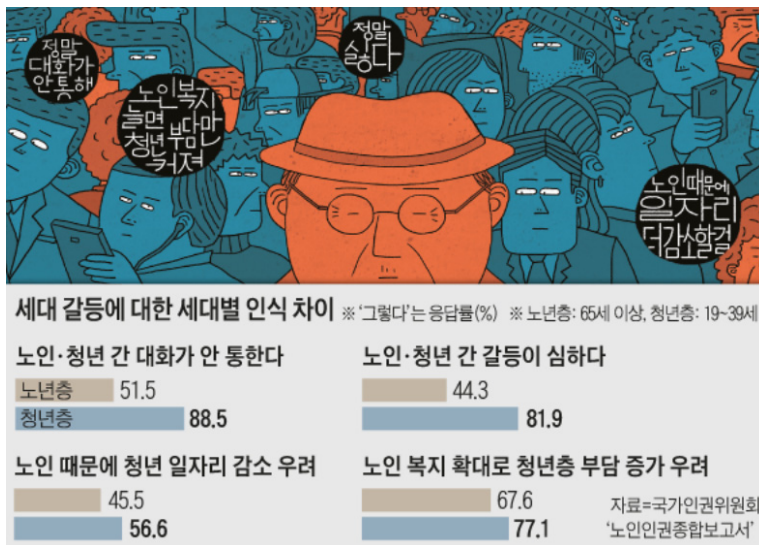 정말
대화가
안통해
노인복지
늘면
청년 부담만
커져
정말
싫다
노인때문에
일자리
더감소할걸
세대 갈등에 대한 세대별 인식 차이 ※ '그렇다'는 응답률(%) ※ 노년층: 65세 이상, 청년층: 19~39세
노인·청년 간 대화가 안 통한다
노년층 51.5
청년층 88.5
노인·청년 간 갈등이 심하다
44.3
81.9
노인 때문에 청년 일자리 감소 우려
45.5
56.6
노인 복지 확대로 청년층 부담 증가 우려
67.6
77.1
자료=국가인권위원회
'노인인권종합보고서'